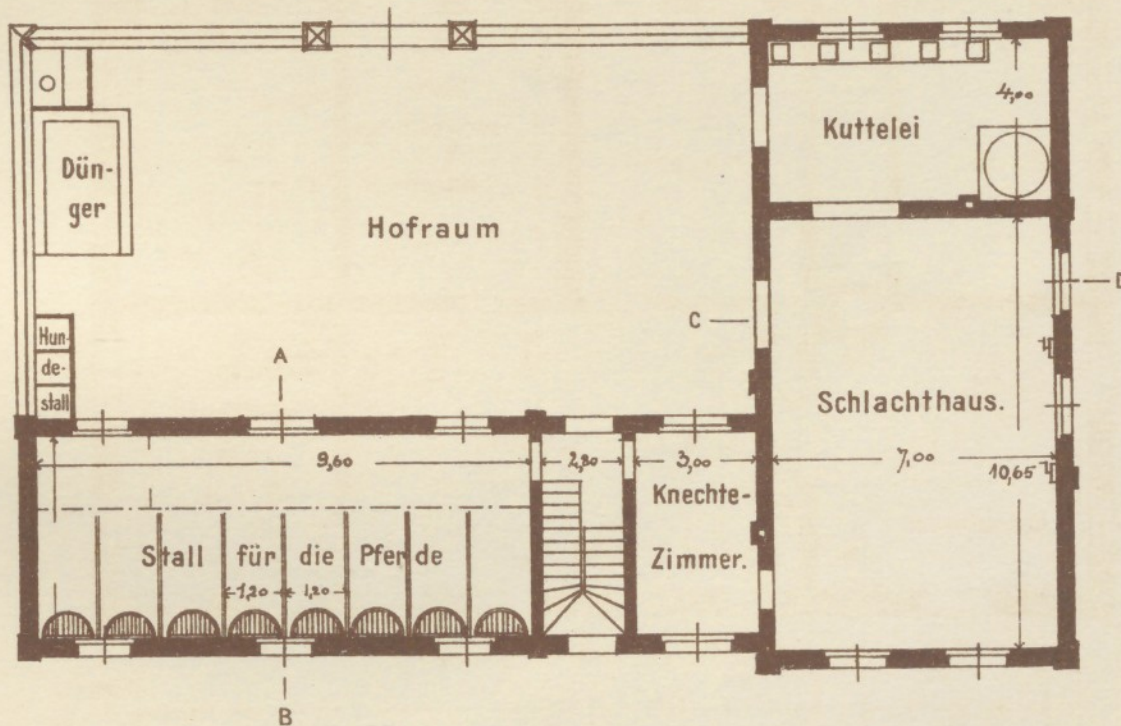 Kuttelei
4,00
Dün-
ger
Hofraum
C
D
Hun-
de-
stall
A
Schlachthaus.
9,60
2,80
3,00
7,00
10,65
Knechte-
Zimmer.
Stall für die Pferde
1,20
1,20
B